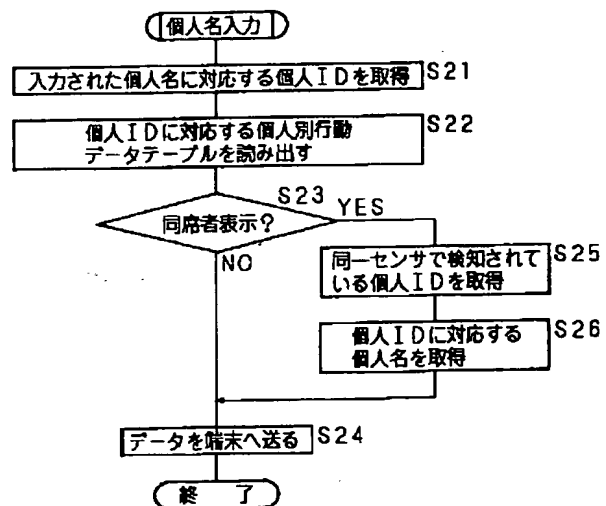 個人名入力
入力された個人名に対応する個人IDを取得 S21
個人IDに対応する個人別行動 S22
データテーブルを読み出す
S23
同席者表示? YES
NO
同一センサで検知されて S25
いる個人IDを取得
個人IDに対応する S26
個人名を取得
データを端末へ送る S24
終 了